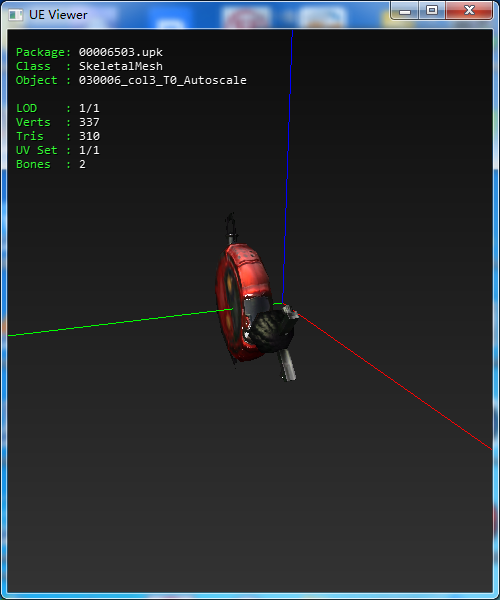 UE Viewer
Package: 00006503.upk
Class : SkeletalMesh
Object : 030006_col3_T0_Autoscale
LOD : 1/1
Verts : 337
Tris : 310
UV Set : 1/1
Bones : 2